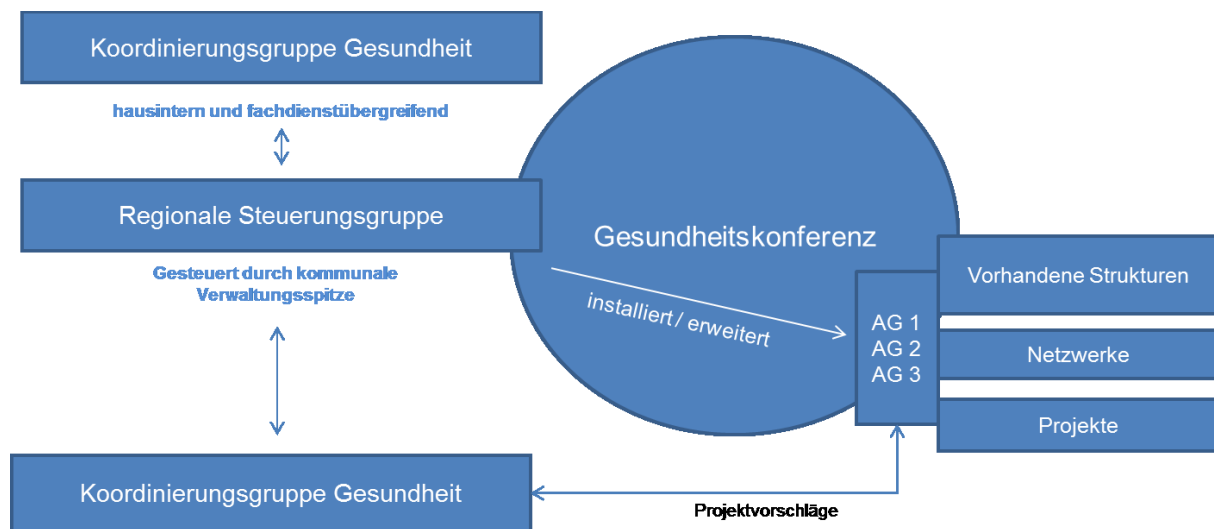 Koordinierungsgruppe Gesundheit
hausintern und fachdienstübergreifend
Regionale Steuerungsgruppe
Gesteuert durch kommunale
Verwaltungsspitze
Koordinierungsgruppe Gesundheit
Gesundheitskonferenz
installiert / erweitert
AG 1
AG 2
AG 3
Vorhandene Strukturen
Netzwerke
Projekte
Projektvorschläge